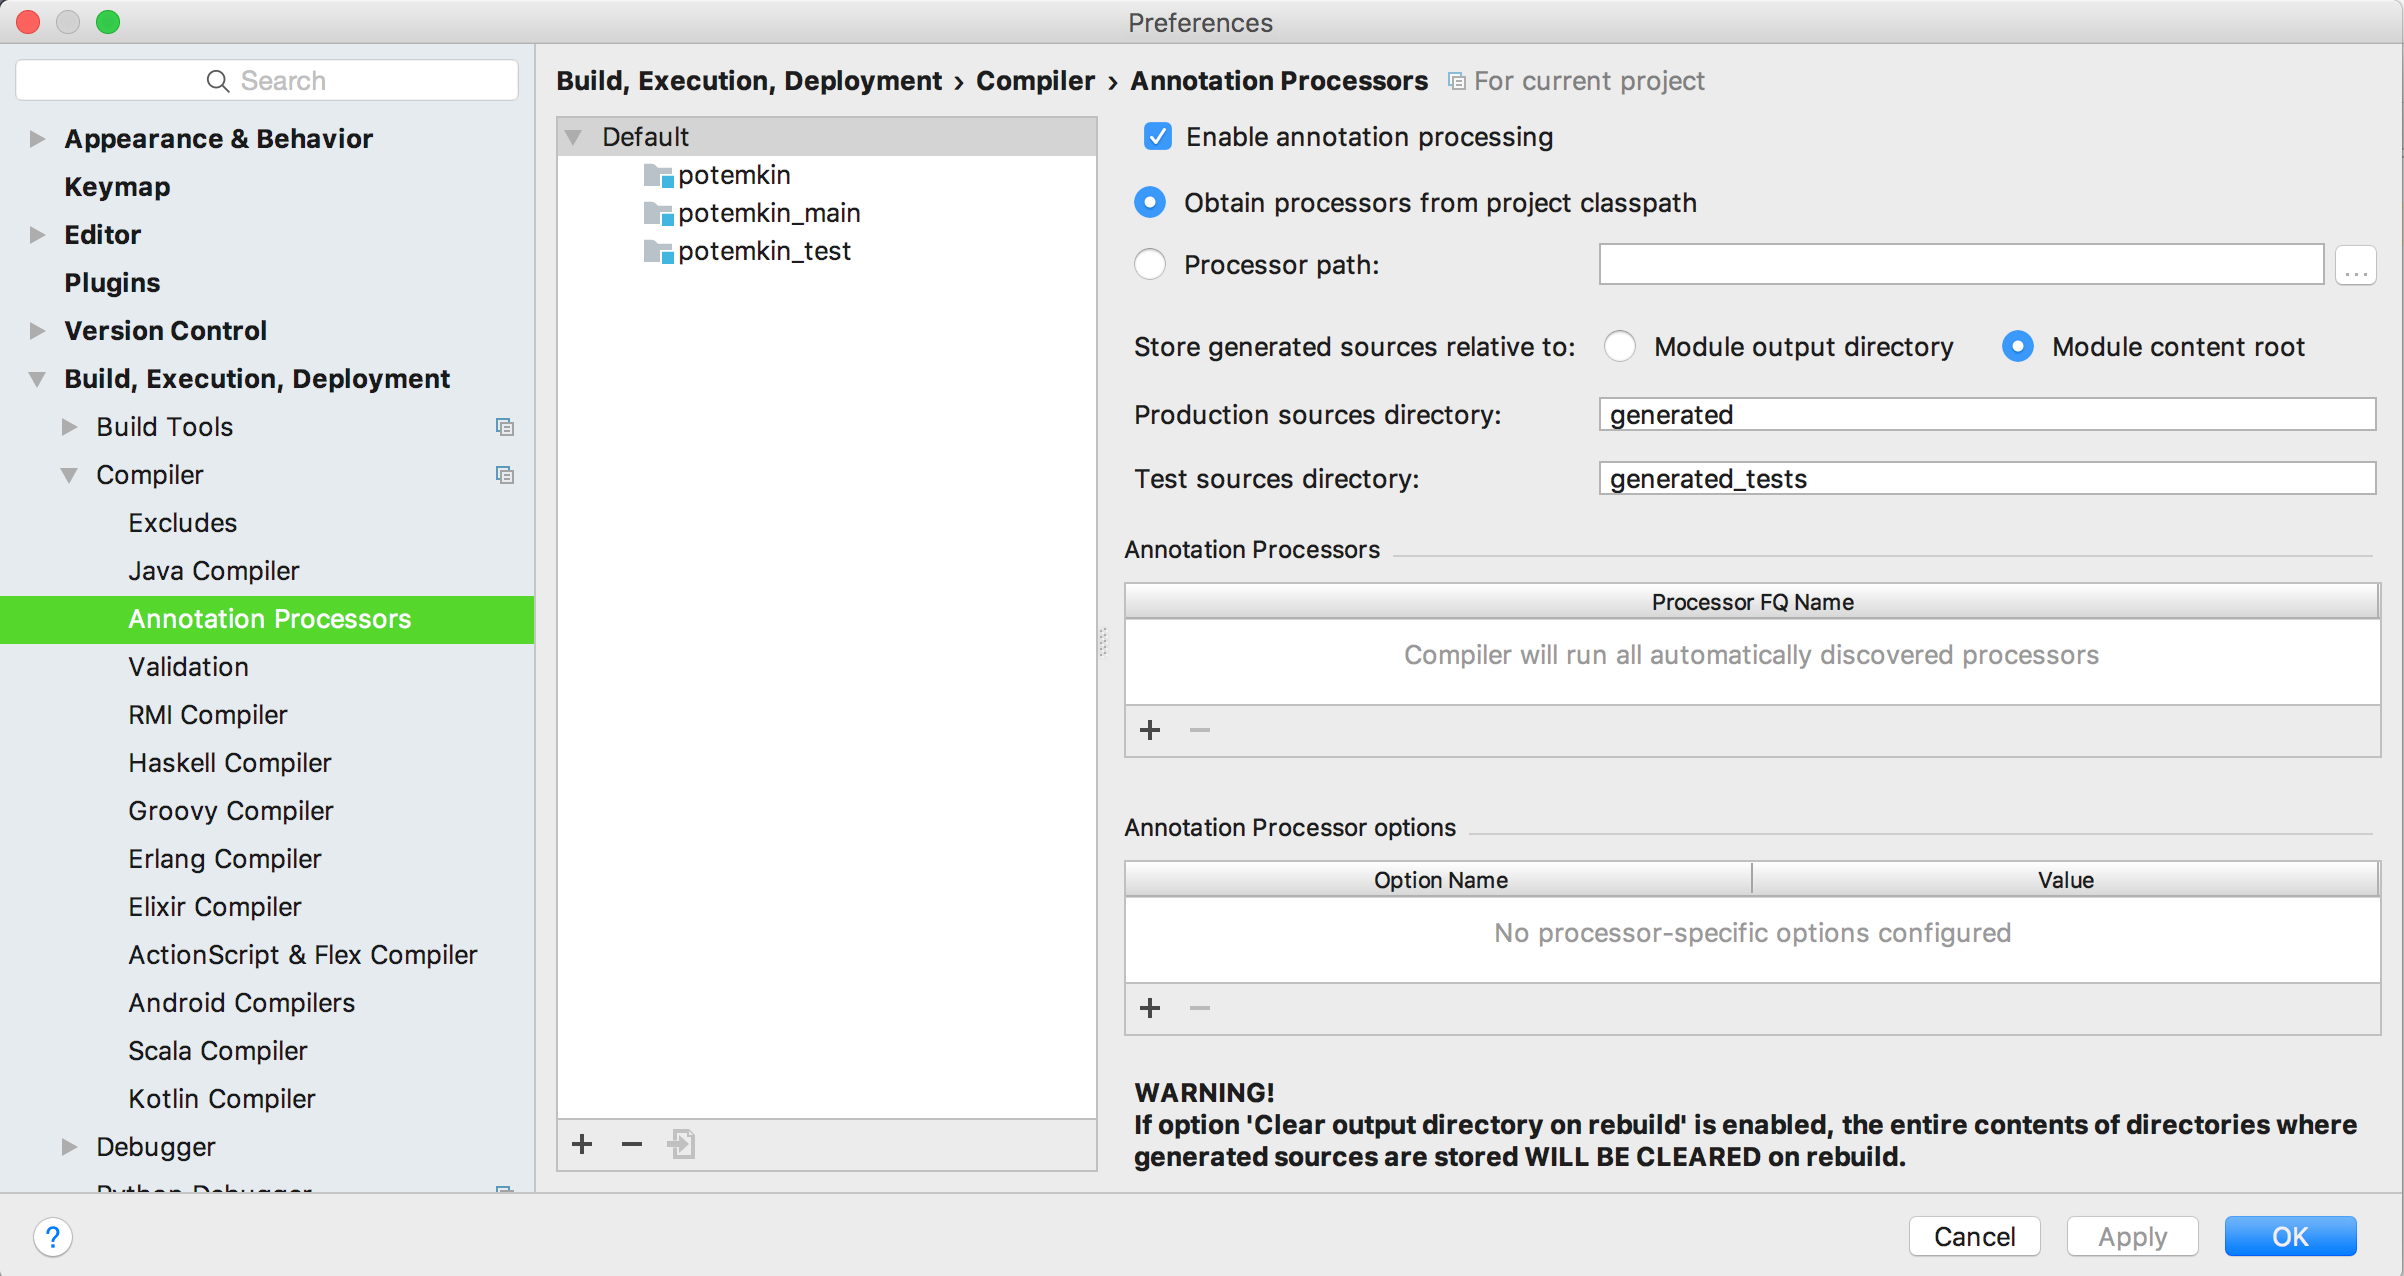 Preferences
Search
Appearance & Behavior
Keymap
Editor
Plugins
Version Control
Build, Execution, Deployment
Build Tools
Compiler
Excludes
Java Compiler
Annotation Processors
Validation
RMI Compiler
Haskell Compiler
Groovy Compiler
Erlang Compiler
Elixir Compiler
ActionScript & Flex Compiler
Android Compilers
Scala Compiler
Kotlin Compiler
Debugger
Python Debugger
Build, Execution, Deployment › Compiler › Annotation Processors For current project
Default
potemkin
potemkin_main
potemkin_test
Enable annotation processing
Obtain processors from project classpath
Processor path:
...
Store generated sources relative to: Module output directory Module content root
Production sources directory: generated
Test sources directory: generated_tests
Annotation Processors
Processor FQ Name
Compiler will run all automatically discovered processors
Annotation Processor options
Option Name Value
No processor-specific options configured
WARNING!
If option 'Clear output directory on rebuild' is enabled, the entire contents of directories where
generated sources are stored WILL BE CLEARED on rebuild.
?
Cancel Apply OK